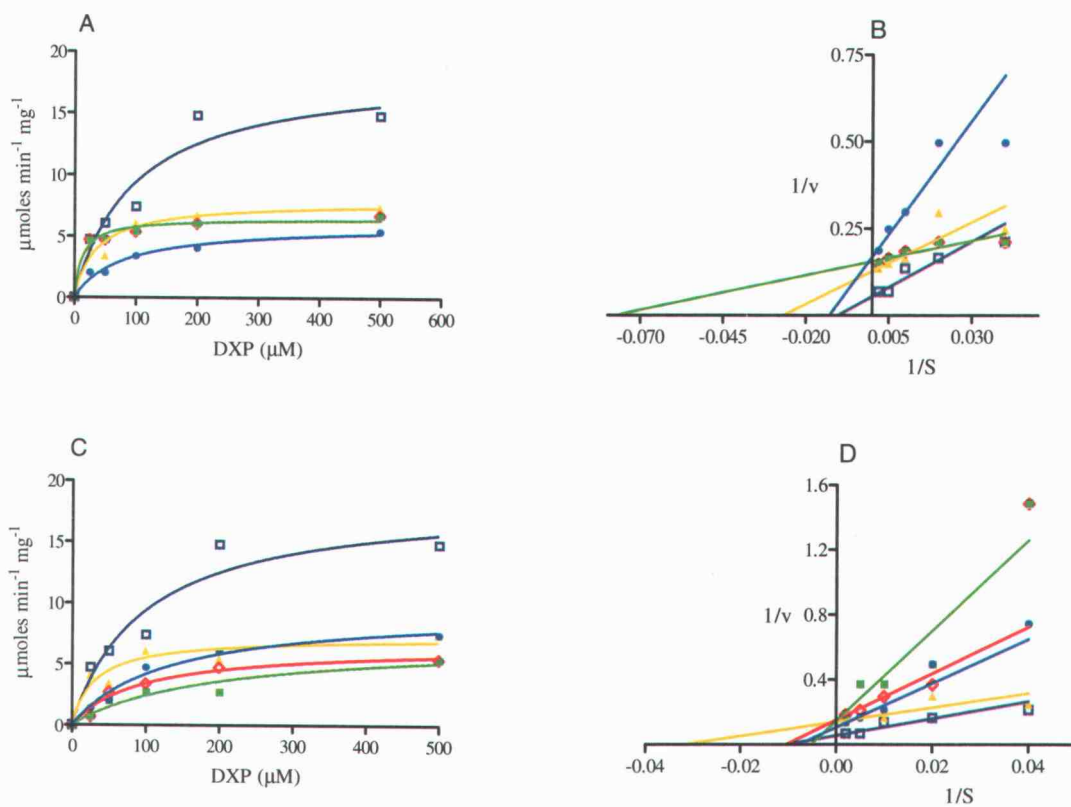 A
20
15
10
5
0
µmoles min-1 mg-1
0 100 200 300 400 500 600
DXP (µM)
B
0.75
0.50
0.25
1/v
-0.070 -0.045 -0.020 0.005 0.030
1/S
C
20
15
10
5
0
µmoles min-1 mg-1
0 100 200 300 400 500
DXP (µM)
D
1.6
1.2
0.8
0.4
1/v
-0.04 -0.02 0.00 0.02 0.04
1/S